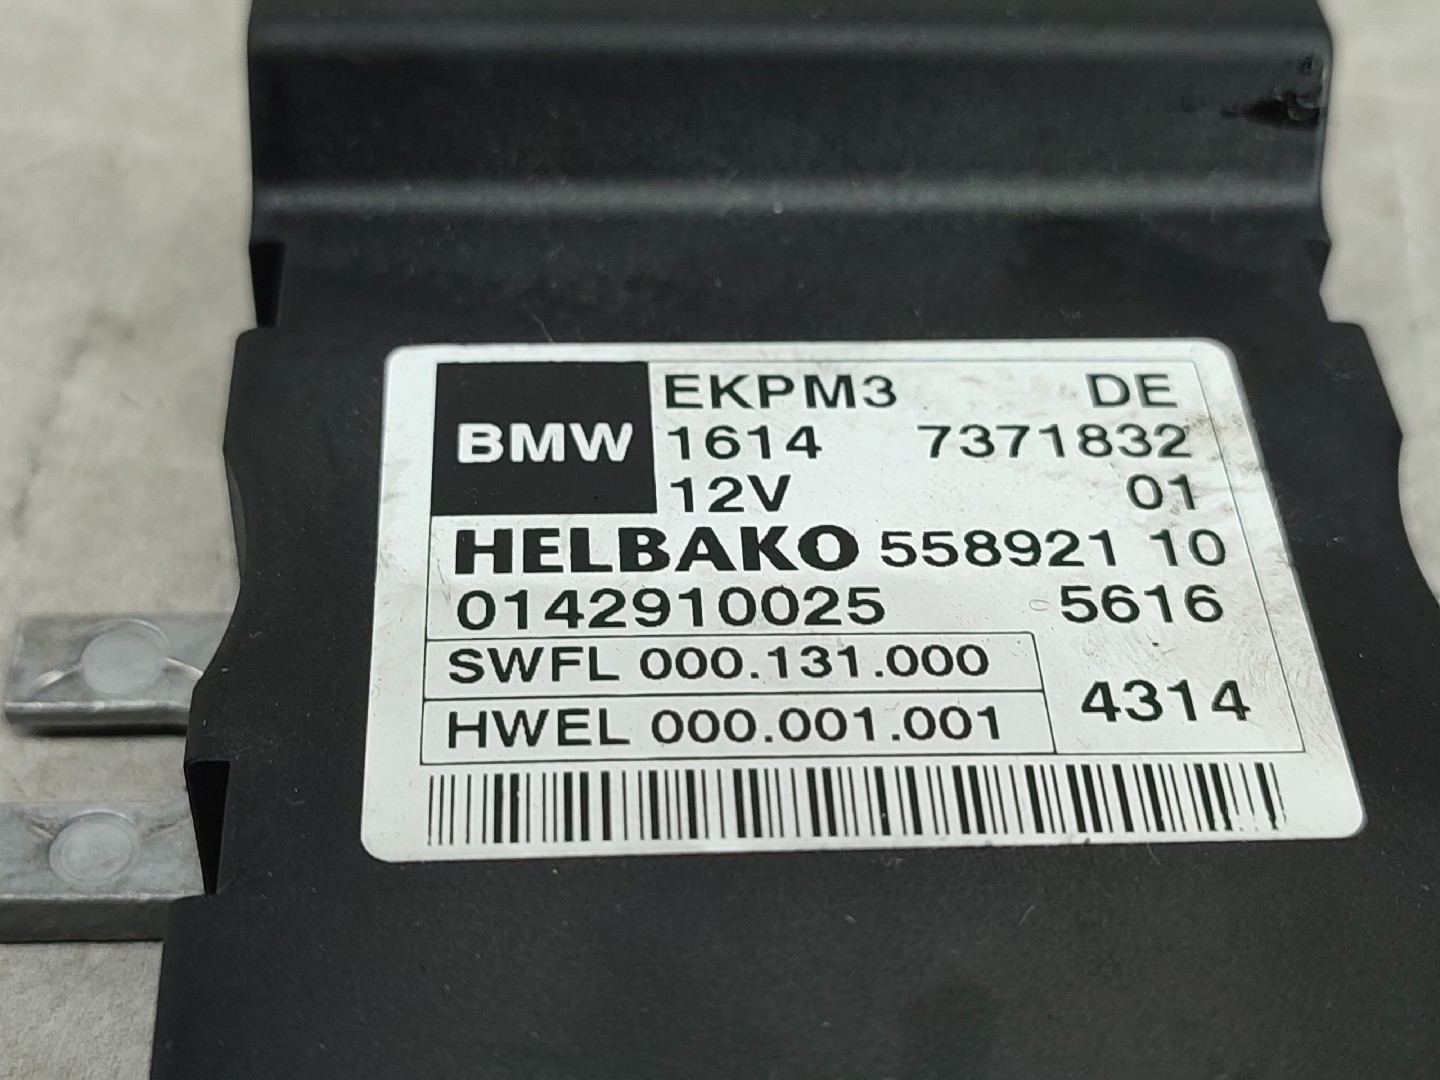 EKPM3 DE
BMW 1614 7371832
12V 01
HELBAKO 558921 10
0142910025 5616
SWFL 000.131.000
HWEL 000.001.001 4314